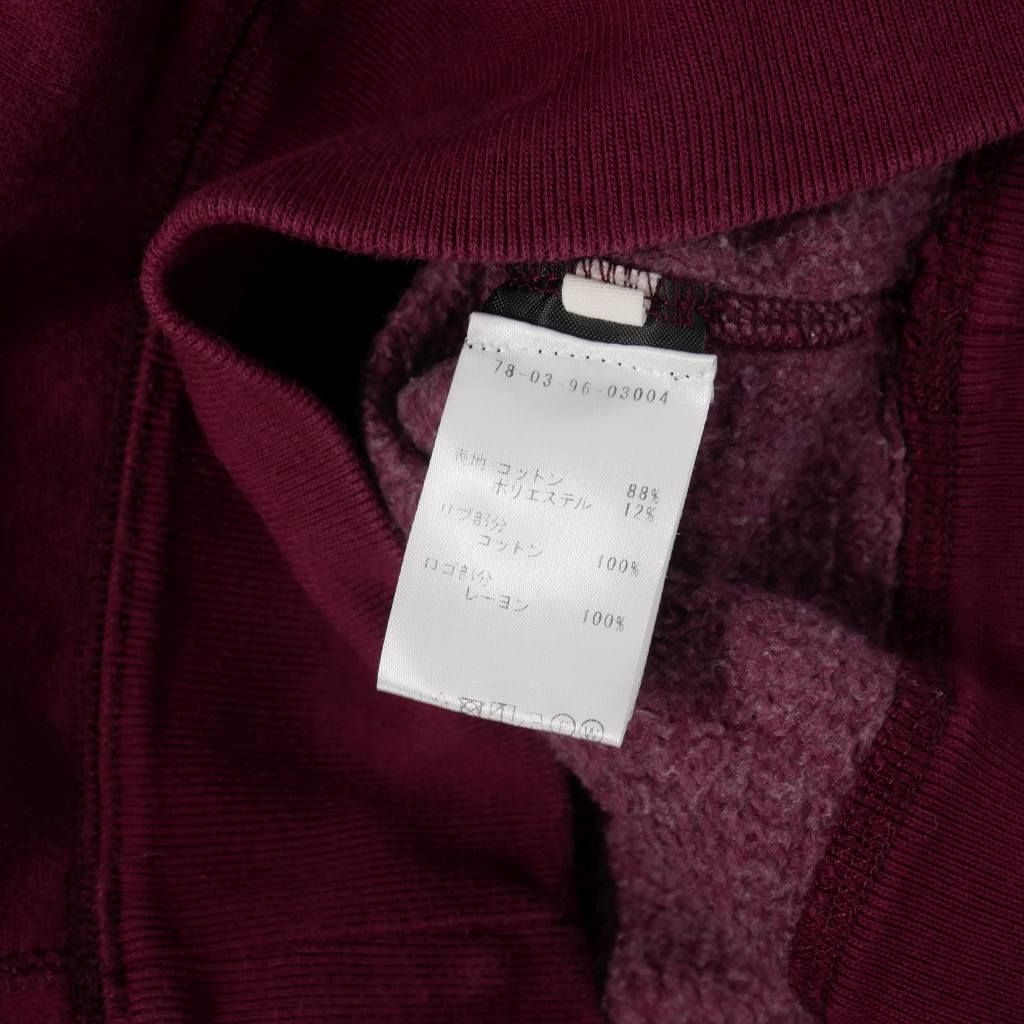 78-03-96-03004
表地 コットン 88%
ポリエステル 12%
リブ部分
コットン 100%
ロゴ部分
レーヨン 100%